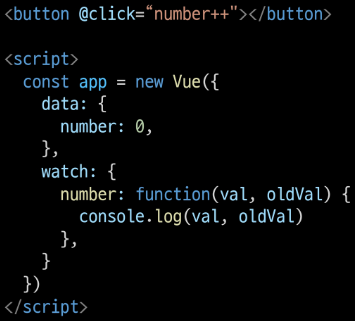 <button @click=“number++"></button>
<script>
const app = new Vue({
data: {
number: 0,
},
watch: {
number: function(val, oldVal) {
console.log(val, oldVal)
},
}
})
</script>